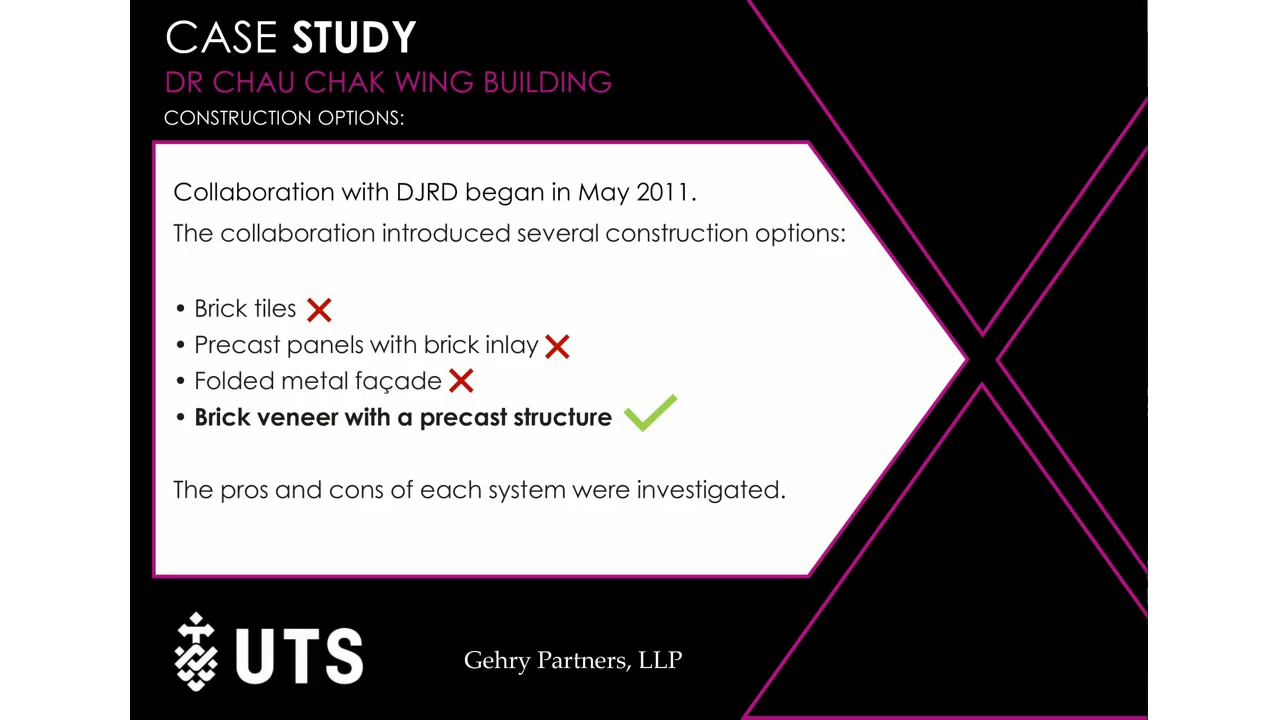 CASE STUDY
DR CHAU CHAK WING BUILDING
CONSTRUCTION OPTIONS:
Collaboration with DJRD began in May 2011.
The collaboration introduced several construction options:
• Brick tiles
• Precast panels with brick inlay
• Folded metal façade
• Brick veneer with a precast structure
The pros and cons of each system were investigated.
UTS
Gehry Partners, LLP